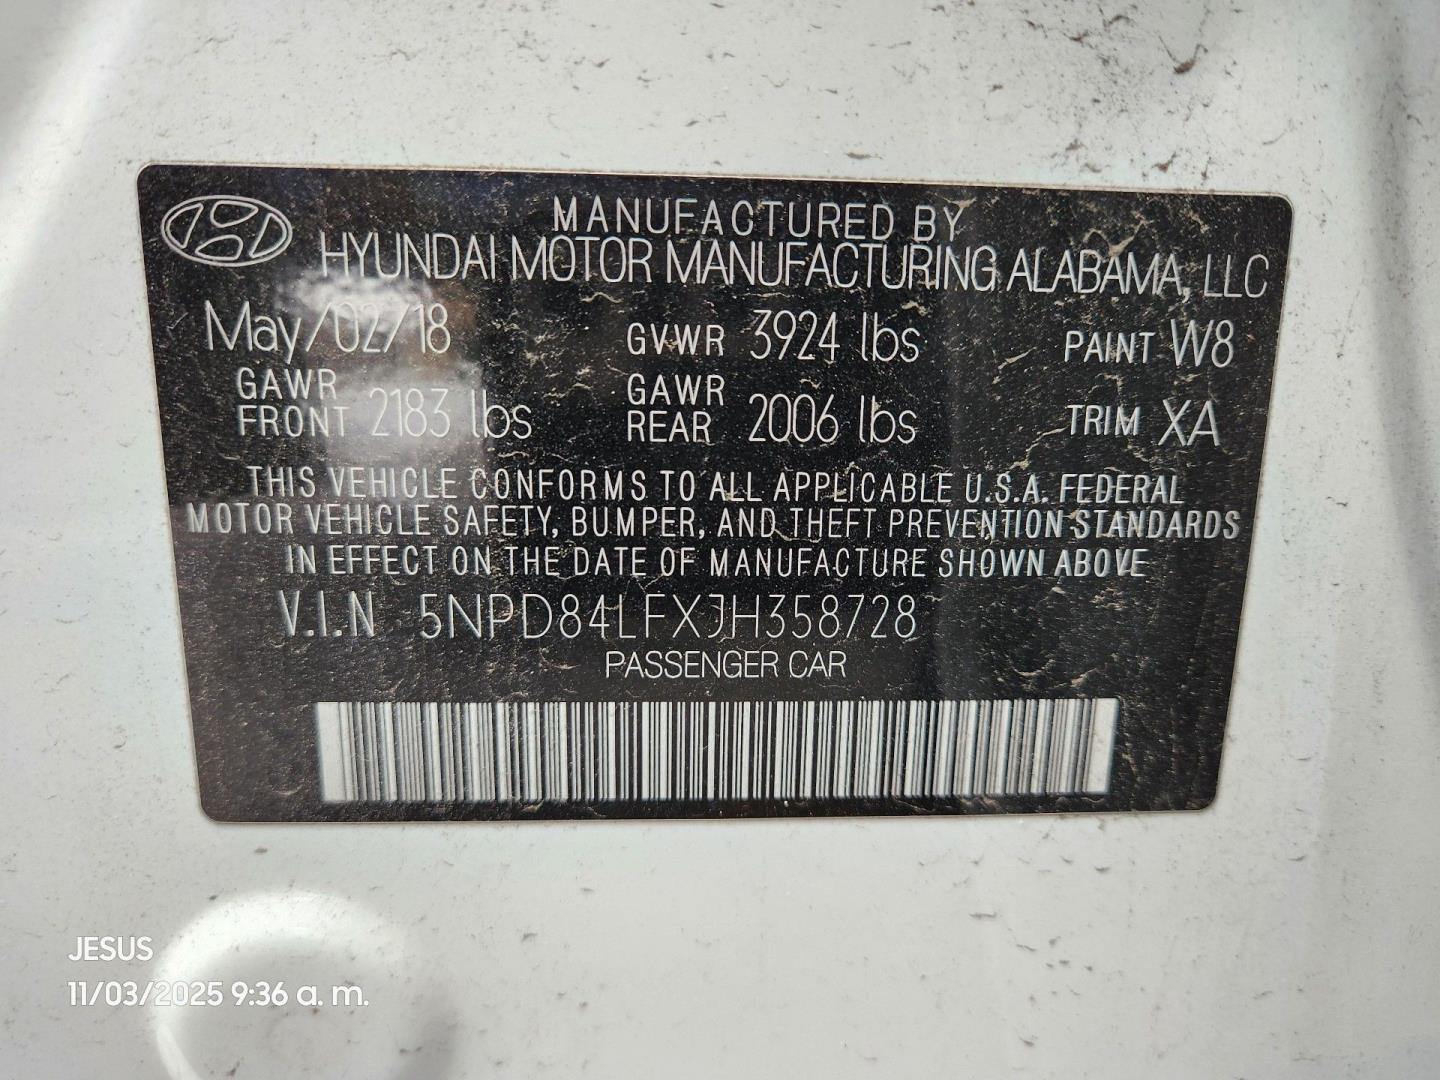 MANUFACTURED BY
HYUNDAI MOTOR MANUFACTURING ALABAMA, LLC
May/02/18 GVWR 3924 lbs PAINT W8
GAWR FRONT 2183 lbs GAWR REAR 2006 lbs TRIM XA
THIS VEHICLE CONFORMS TO ALL APPLICABLE U.S.A. FEDERAL
MOTOR VEHICLE SAFETY, BUMPER, AND THEFT PREVENTION STANDARDS
IN EFFECT ON THE DATE OF MANUFACTURE SHOWN ABOVE
V.I.N 5NPD84LFXJH358728
PASSENGER CAR
JESUS
11/03/2025 9:36 a. m.